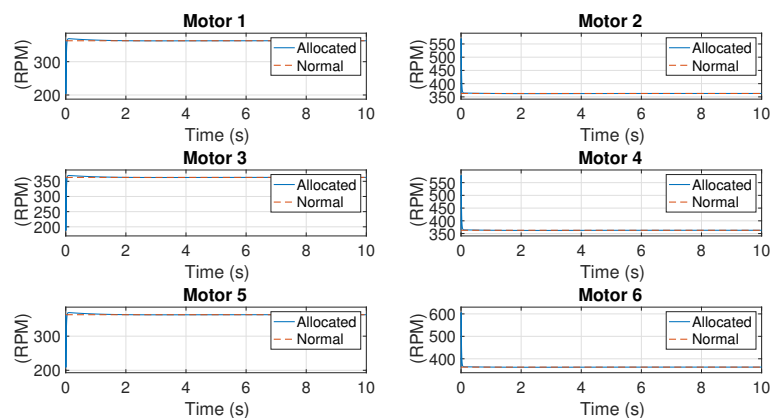 Motor 1
(RPM)
300
200
Allocated
Normal
0 2 4 6 8 10
Time (s)
Motor 2
(RPM)
550
500
450
400
350
Allocated
Normal
0 2 4 6 8 10
Time (s)
Motor 3
(RPM)
350
300
250
200
Allocated
Normal
0 2 4 6 8 10
Time (s)
Motor 4
(RPM)
550
500
450
400
350
Allocated
Normal
0 2 4 6 8 10
Time (s)
Motor 5
(RPM)
300
200
Allocated
Normal
0 2 4 6 8 10
Time (s)
Motor 6
(RPM)
600
400
Allocated
Normal
0 2 4 6 8 10
Time (s)